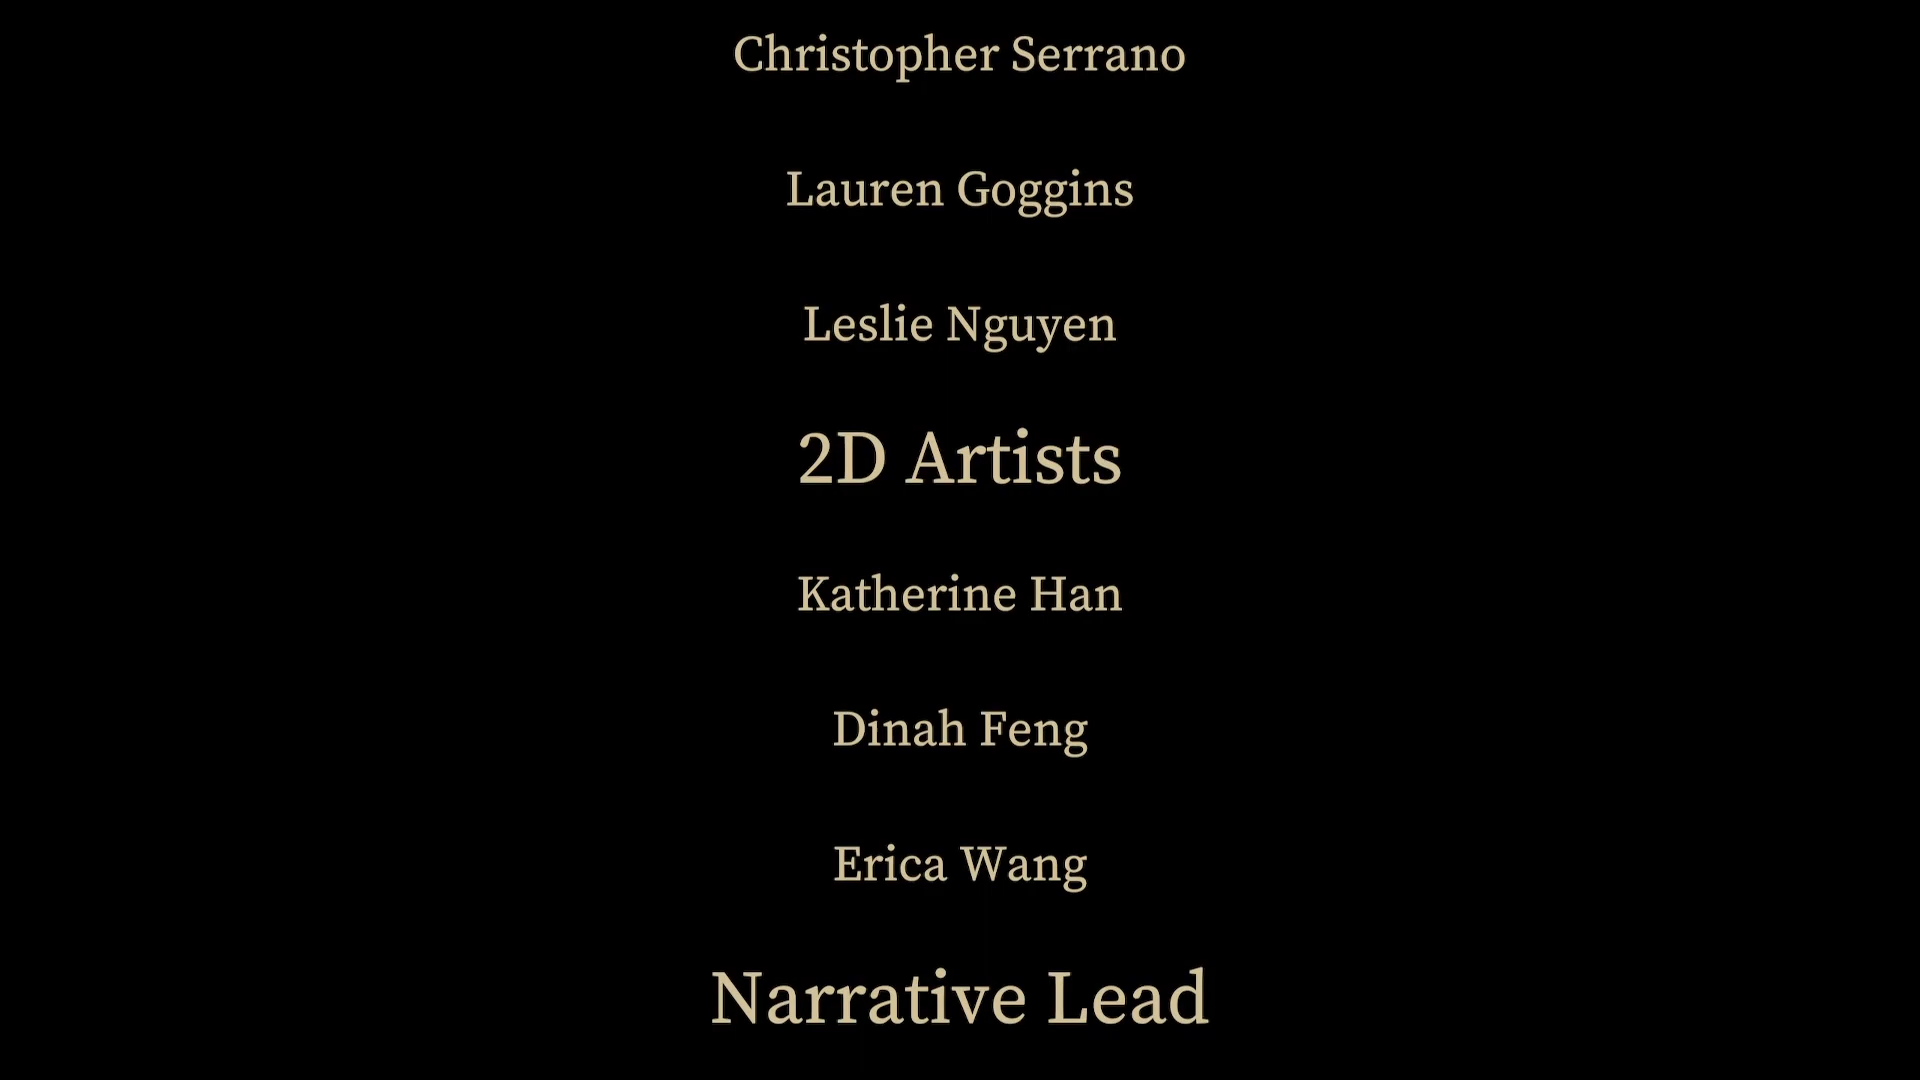 Christopher Serrano
Lauren Goggins
Leslie Nguyen
2D Artists
Katherine Han
Dinah Feng
Erica Wang
Narrative Lead